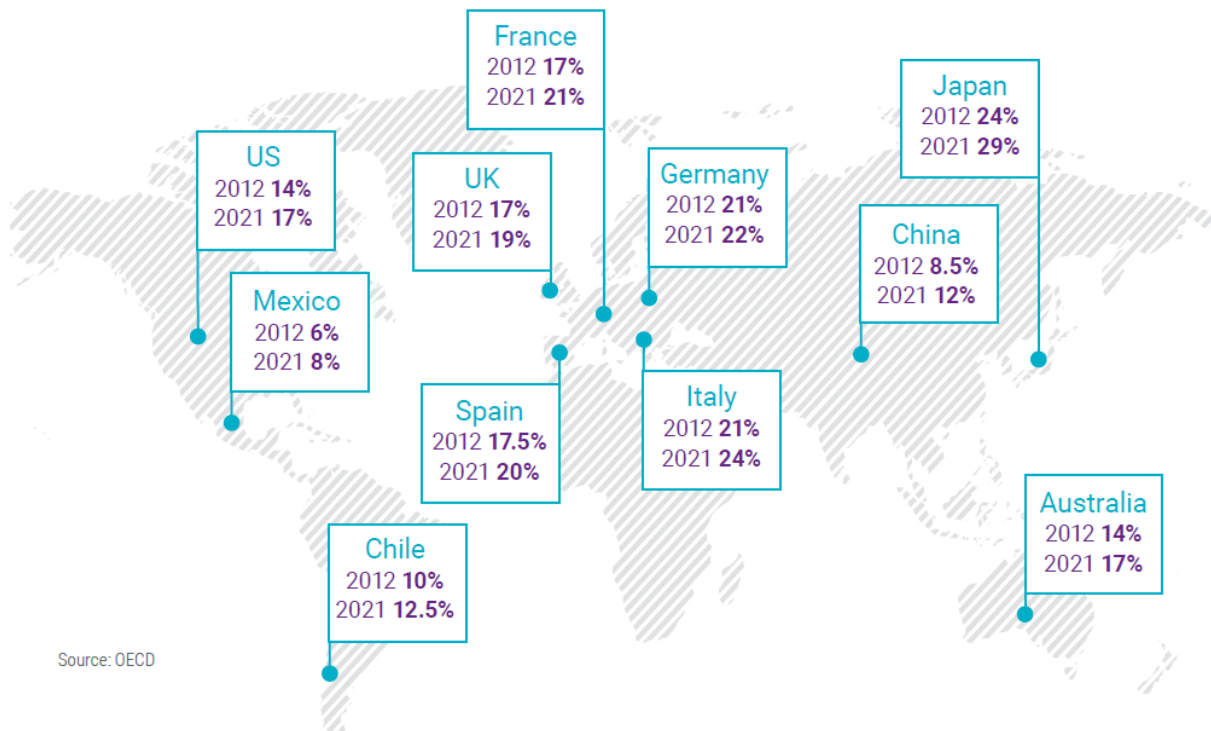 France
2012 17%
2021 21%
Japan
2012 24%
2021 29%
US
2012 14%
2021 17%
UK
2012 17%
2021 19%
Germany
2012 21%
2021 22%
China
2012 8.5%
2021 12%
Mexico
2012 6%
2021 8%
Spain
2012 17.5%
2021 20%
Italy
2012 21%
2021 24%
Australia
2012 14%
2021 17%
Chile
2012 10%
2021 12.5%
Source: OECD